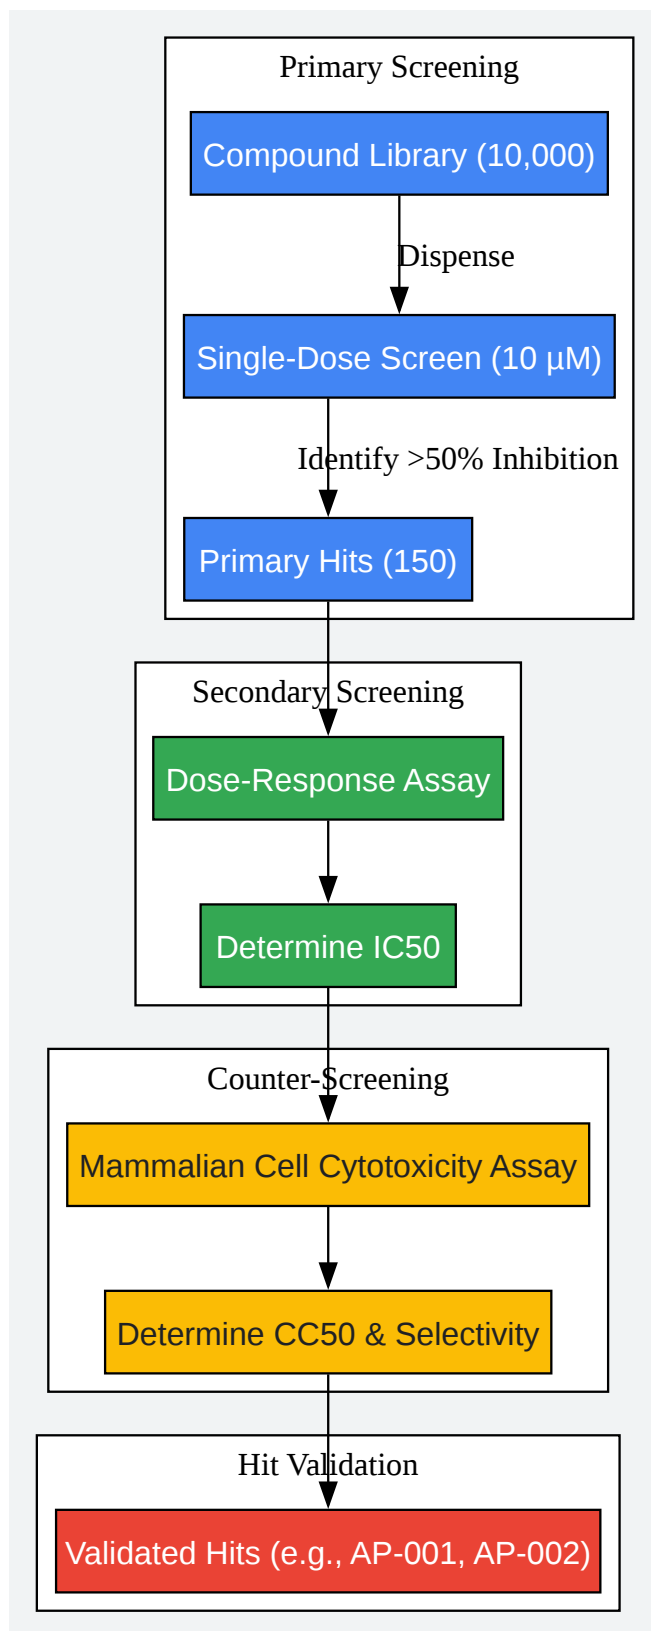 Primary Screening
Compound Library (10,000)
Dispense
Single-Dose Screen (10 µM)
Identify >50% Inhibition
Primary Hits (150)
Secondary Screening
Dose-Response Assay
Determine IC50
Counter-Screening
Mammalian Cell Cytotoxicity Assay
Determine CC50 & Selectivity
Hit Validation
Validated Hits (e.g., AP-001, AP-002)